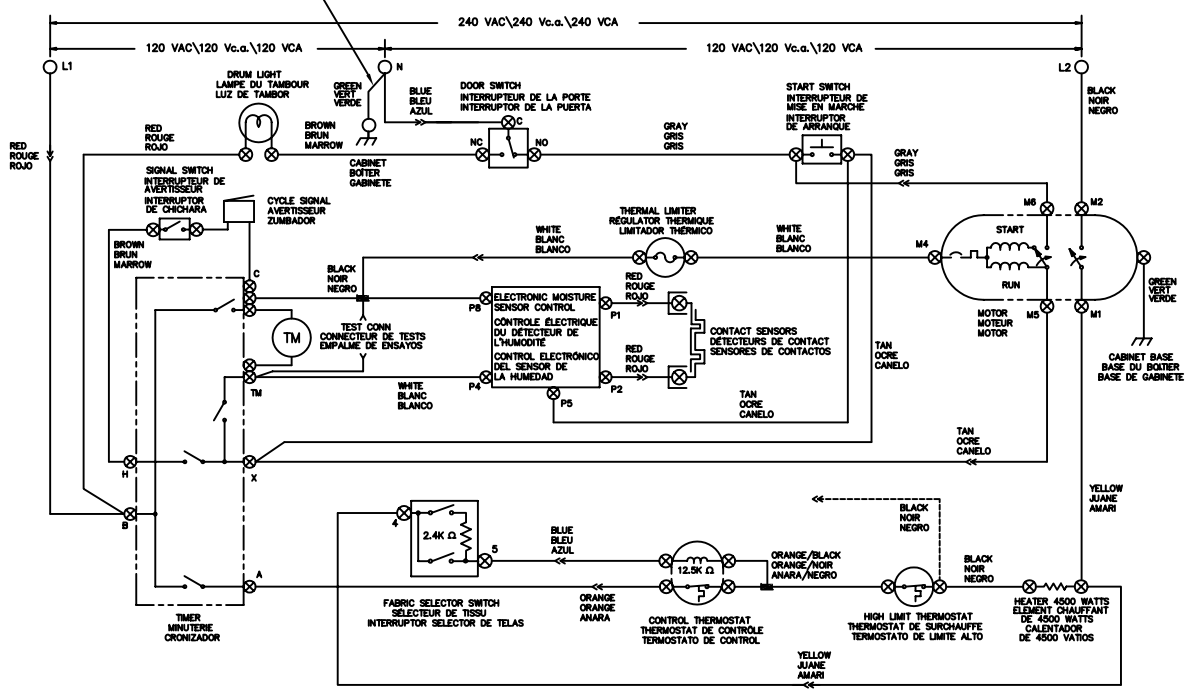 240 VAC\240 Vc.a.\240 VCA
120 VAC\120 Vc.a.\120 VCA
120 VAC\120 Vc.a.\120 VCA
L1
N
L2
DRUM LIGHT
LAMPE DU TAMBOUR
LUZ DE TAMBOR
GREEN
VERT
VERDE
BLUE
BLEU
AZUL
DOOR SWITCH
INTERRUPTEUR DE LA PORTE
INTERRUPTOR DE LA PUERTA
START SWITCH
INTERRUPTEUR DE
MISE EN MARCHE
INTERRUPTOR
DE ARRANQUE
BLACK
NOIR
NEGRO
C
NC
NO
RED
ROUGE
ROJO
RED
ROUGE
ROJO
BROWN
BRUN
MARROW
CABINET
BOÎTER
GABINETE
GRAY
GRIS
GRIS
GRAY
GRIS
GRIS
SIGNAL SWITCH
INTERRUPTEUR DE
AVERTISSEUR
INTERRUPTOR
DE CHICHARA
CYCLE SIGNAL
AVERTISSEUR
ZUMBADOR
THERMAL LIMITER
RÉGULATOR THERMIQUE
LIMITADOR THÉRMICO
M6
M2
START
RUN
M4
M5
M1
MOTOR
MOTEUR
MOTOR
GREEN
VERT
VERDE
CABINET BASE
BASE DU BOITIER
BASE DE GABINETE
BROWN
BRUN
MARROW
WHITE
BLANC
BLANCO
WHITE
BLANC
BLANCO
BLACK
NOIR
NEGRO
C
TM
TEST CONN
CONNECTEUR DE TESTS
EMPALME DE ENSAYOS
P8
ELECTRONIC MOISTURE
SENSOR CONTROL
CÔNTROLE ÉLECTRIQUE
DU DÉTECTEUR DE
L'HUMODITÉ
CONTROL ELECTRÓNICO
DEL SENSOR DE
LA HUMEDAD
P1
RED
ROUGE
ROJO
RED
ROUGE
ROJO
CONTACT SENSORS
DÉTECTEURS DE CONTACT
SENSORES DE CONTACTOS
P4
P2
P5
TM
WHITE
BLANC
BLANCO
TAN
OCRE
CANELO
TAN
OCRE
CANELO
TAN
OCRE
CANELO
H
X
B
A
YELLOW
JUANE
AMARI
4
2.4K Ω
5
BLUE
BLEU
AZUL
12.5K Ω
ORANGE/BLACK
ORANGE/NOIR
ANARA/NEGRO
BLACK
NOIR
NEGRO
BLACK
NOIR
NEGRO
TIMER
MINUTERIE
CRONIZADOR
FABRIC SELECTOR SWITCH
SÉLECTEUR DE TISSU
INTERRUPTOR SELECTOR DE TELAS
ORANGE
ORANGE
ANARA
CONTROL THERMOSTAT
THERMOSTAT DE CONTRÔLE
TERMOSTATO DE CONTROL
HIGH LIMIT THERMOSTAT
THERMOSTAT DE SURCHAUFFE
TERMOSTATO DE LIMITE ALTO
HEATER 4500 WATTS
ELEMENT CHAUFFANT
DE 4500 WATTS
CALENTADOR
DE 4500 VATIOS
YELLOW
JUANE
AMARI